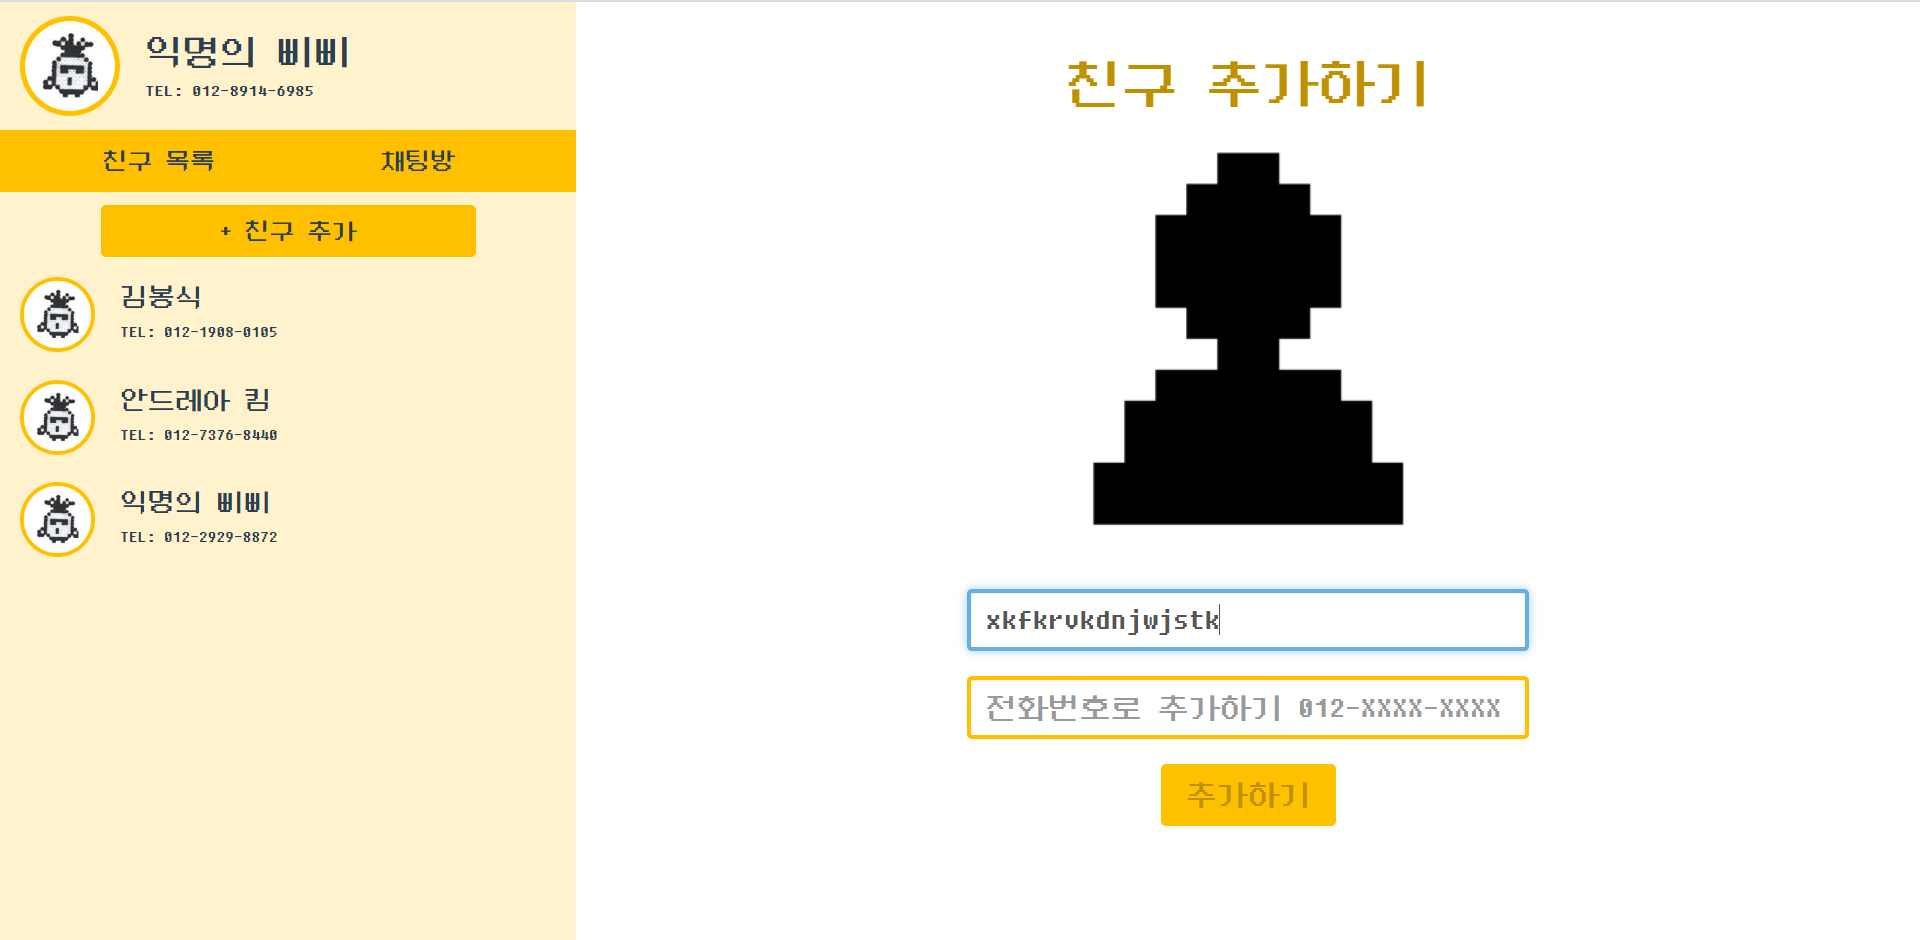 익명의 삐삐
TEL: 012-8914-6985
친구 목록
채팅방
+ 친구 추가
김봉식
TEL: 012-1908-0105
안드레아 킴
TEL: 012-7376-8440
익명의 삐삐
TEL: 012-2929-8872
친구 추가하기
xkfkrvkdnjwjstk
전화번호로 추가하기 012-XXXX-XXXX
추가하기